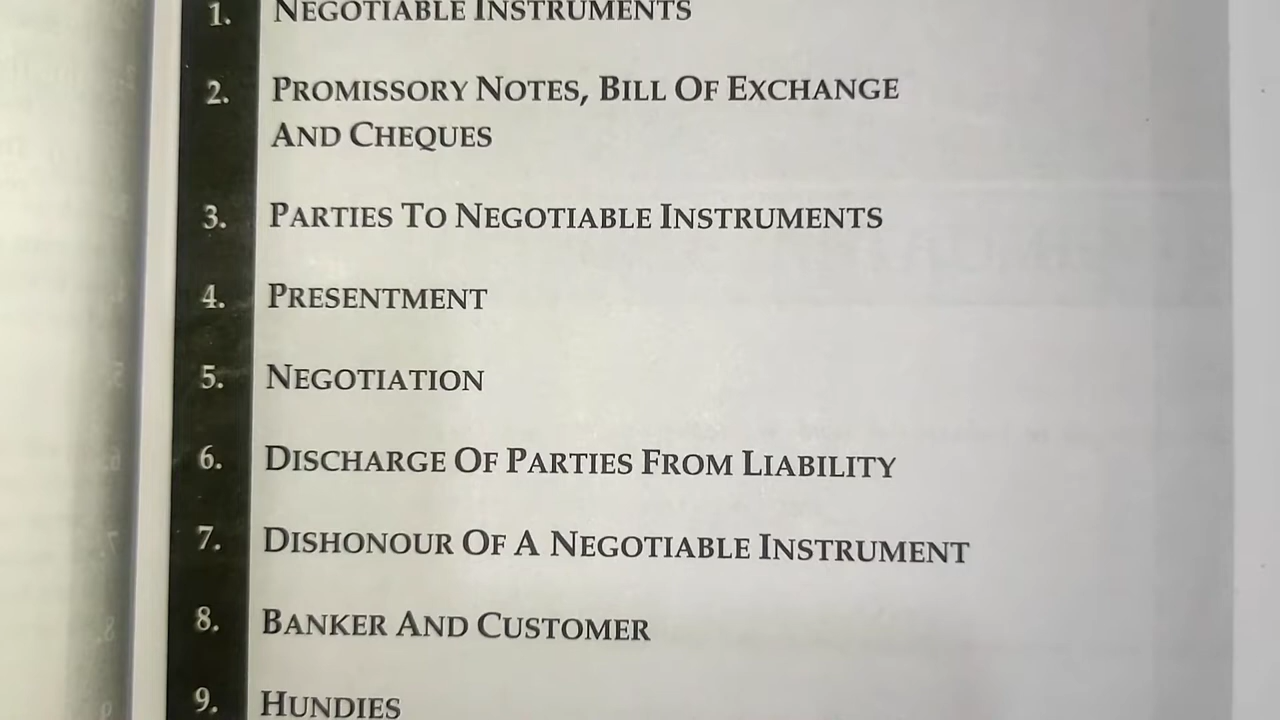 1. NEGOTIABLE INSTRUMENTS
2. PROMISSORY NOTES, BILL OF EXCHANGE
AND CHEQUES
3. PARTIES TO NEGOTIABLE INSTRUMENTS
4. PRESENTMENT
5. NEGOTIATION
6. DISCHARGE OF PARTIES FROM LIABILITY
7. DISHONOUR OF A NEGOTIABLE INSTRUMENT
8. BANKER AND CUSTOMER
9. HUNDIES